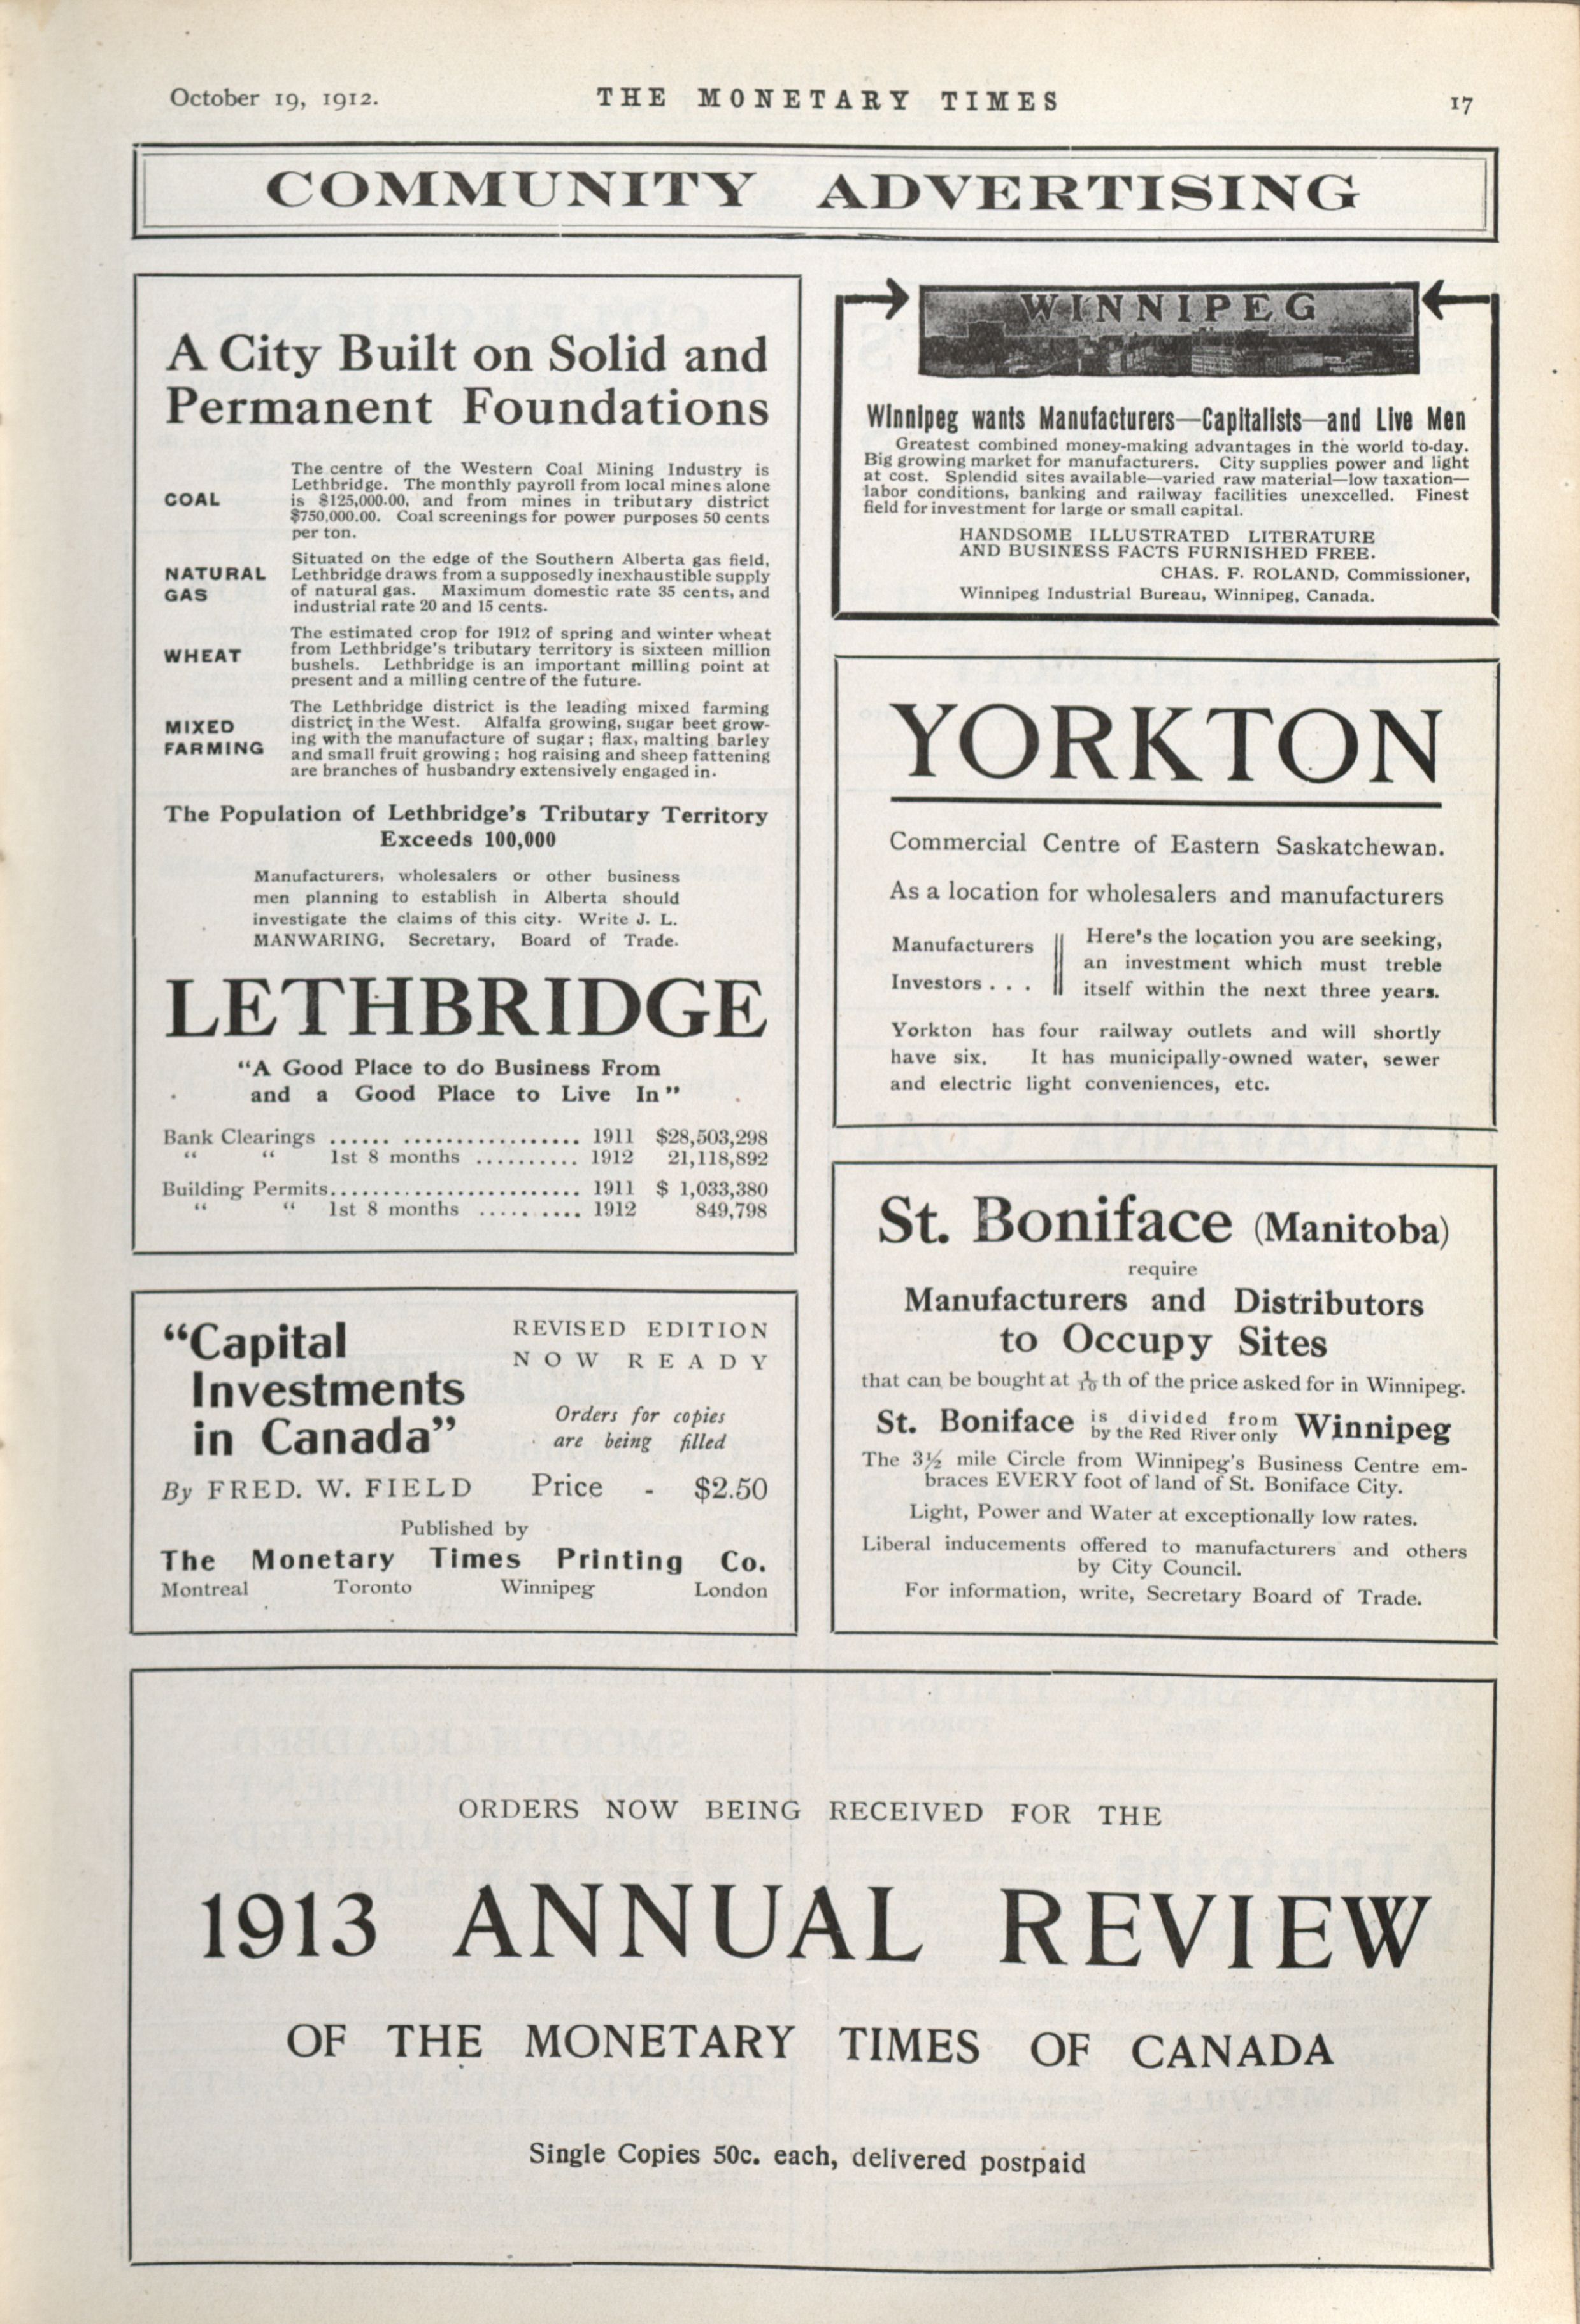 October 19, 1912.
THE MONETARY TIMES
17
COMMUNITY ADVERTISING
A City Built on Solid and
Permanent Foundations
COAL
The centre of the Western Coal Mining Industry is
Lethbridge. The monthly payroll from local mines alone
is $125,000.00, and from mines in tributary district
$750,000.00. Coal screenings for power purposes 50 cents
per ton.
NATURAL
GAS
Situated on the edge of the Southern Alberta gas field,
Lethbridge draws from a supposedly inexhaustible supply
of natural gas. Maximum domestic rate 35 cents, and
industrial rate 20 and 15 cents.
WHEAT
The estimated crop for 1912 of spring and winter wheat
from Lethbridge's tributary territory is sixteen million
bushels. Lethbridge is an important milling point at
present and a milling centre of the future.
MIXED
FARMING
The Lethbridge district is the leading mixed farming
district in the West. Alfalfa growing, sugar beet grow-
ing with the manufacture of sugar; flax, malting barley
and small fruit growing; hog raising and sheep fattening
are branches of husbandry extensively engaged in.
The Population of Lethbridge's Tributary Territory
Exceeds 100,000
Manufacturers, wholesalers or other business
men planning to establish in Alberta should
investigate the claims of this city. Write J. L.
MANWARING, Secretary, Board of Trade.
LETHBRIDGE
"A Good Place to do Business From
and a Good Place to Live In"
Bank Clearings ...... ................. 1911 $28,503,298
" " 1st 8 months .......... 1912 21,118,892
Building Permits........................ 1911 $ 1,033,380
" " 1st 8 months .......... 1912 849,798
"Capital
Investments
in Canada"
REVISED EDITION
NOW READY
Orders for copies
are being filled
By FRED. W. FIELD Price - $2.50
Published by
The Monetary Times Printing Co.
Montreal Toronto Winnipeg London
WINNIPEG
Winnipeg wants Manufacturers—Capitalists—and Live Men
Greatest combined money-making advantages in the world to-day.
Big growing market for manufacturers. City supplies power and light
at cost. Splendid sites available—varied raw material—low taxation—
labor conditions, banking and railway facilities unexcelled. Finest
field for investment for large or small capital.
HANDSOME ILLUSTRATED LITERATURE
AND BUSINESS FACTS FURNISHED FREE.
CHAS. F. ROLAND, Commissioner,
Winnipeg Industrial Bureau, Winnipeg, Canada.
YORKTON
Commercial Centre of Eastern Saskatchewan.
As a location for wholesalers and manufacturers
Manufacturers
Investors . . .
Here's the location you are seeking,
an investment which must treble
itself within the next three years.
Yorkton has four railway outlets and will shortly
have six. It has municipally-owned water, sewer
and electric light conveniences, etc.
St. Boniface (Manitoba)
require
Manufacturers and Distributors
to Occupy Sites
that can be bought at 1/10 th of the price asked for in Winnipeg.
St. Boniface is divided from by the Red River only Winnipeg
The 3½ mile Circle from Winnipeg's Business Centre em-
braces EVERY foot of land of St. Boniface City.
Light, Power and Water at exceptionally low rates.
Liberal inducements offered to manufacturers and others
by City Council.
For information, write, Secretary Board of Trade.
ORDERS NOW BEING RECEIVED FOR THE
1913 ANNUAL REVIEW
OF THE MONETARY TIMES OF CANADA
Single Copies 50c. each, delivered postpaid